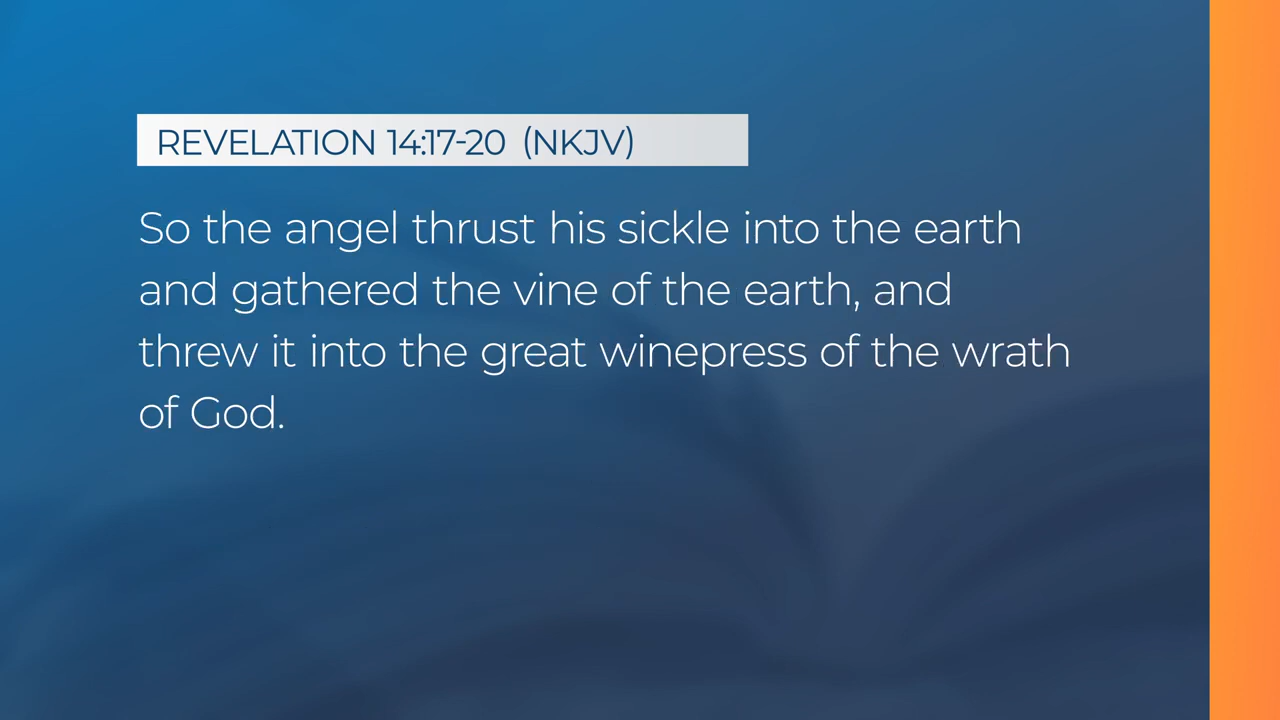 REVELATION 14:17-20 (NKJV)
So the angel thrust his sickle into the earth
and gathered the vine of the earth, and
threw it into the great winepress of the wrath
of God.